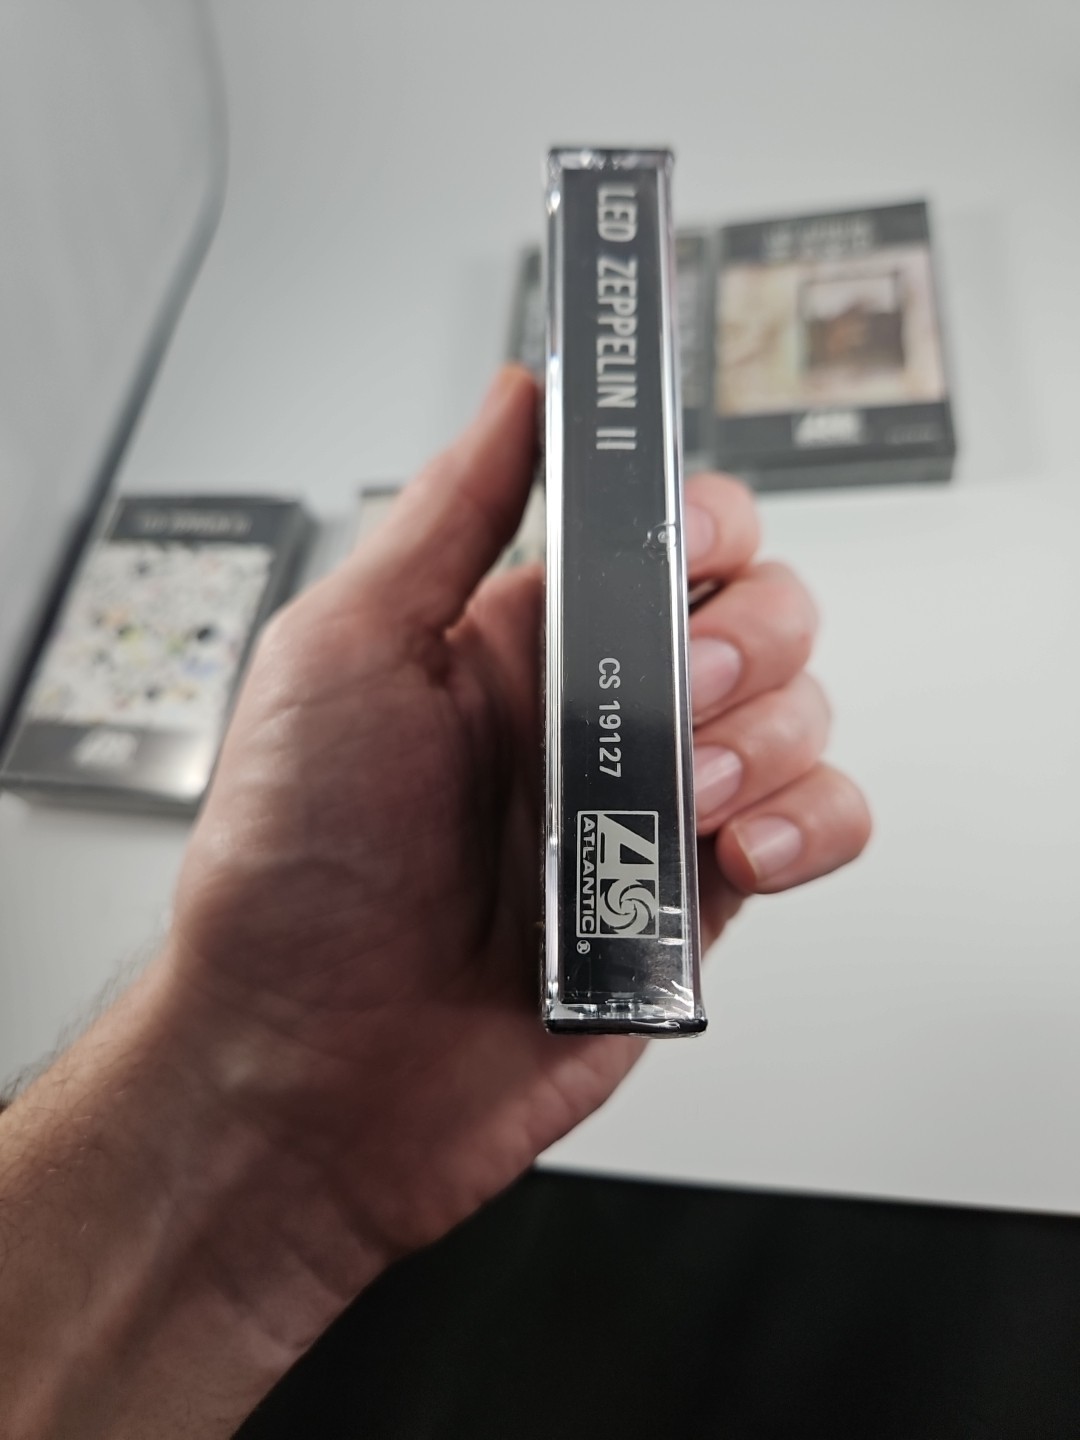 LED ZEPPELIN II
CS 19127
ATLANTIC®